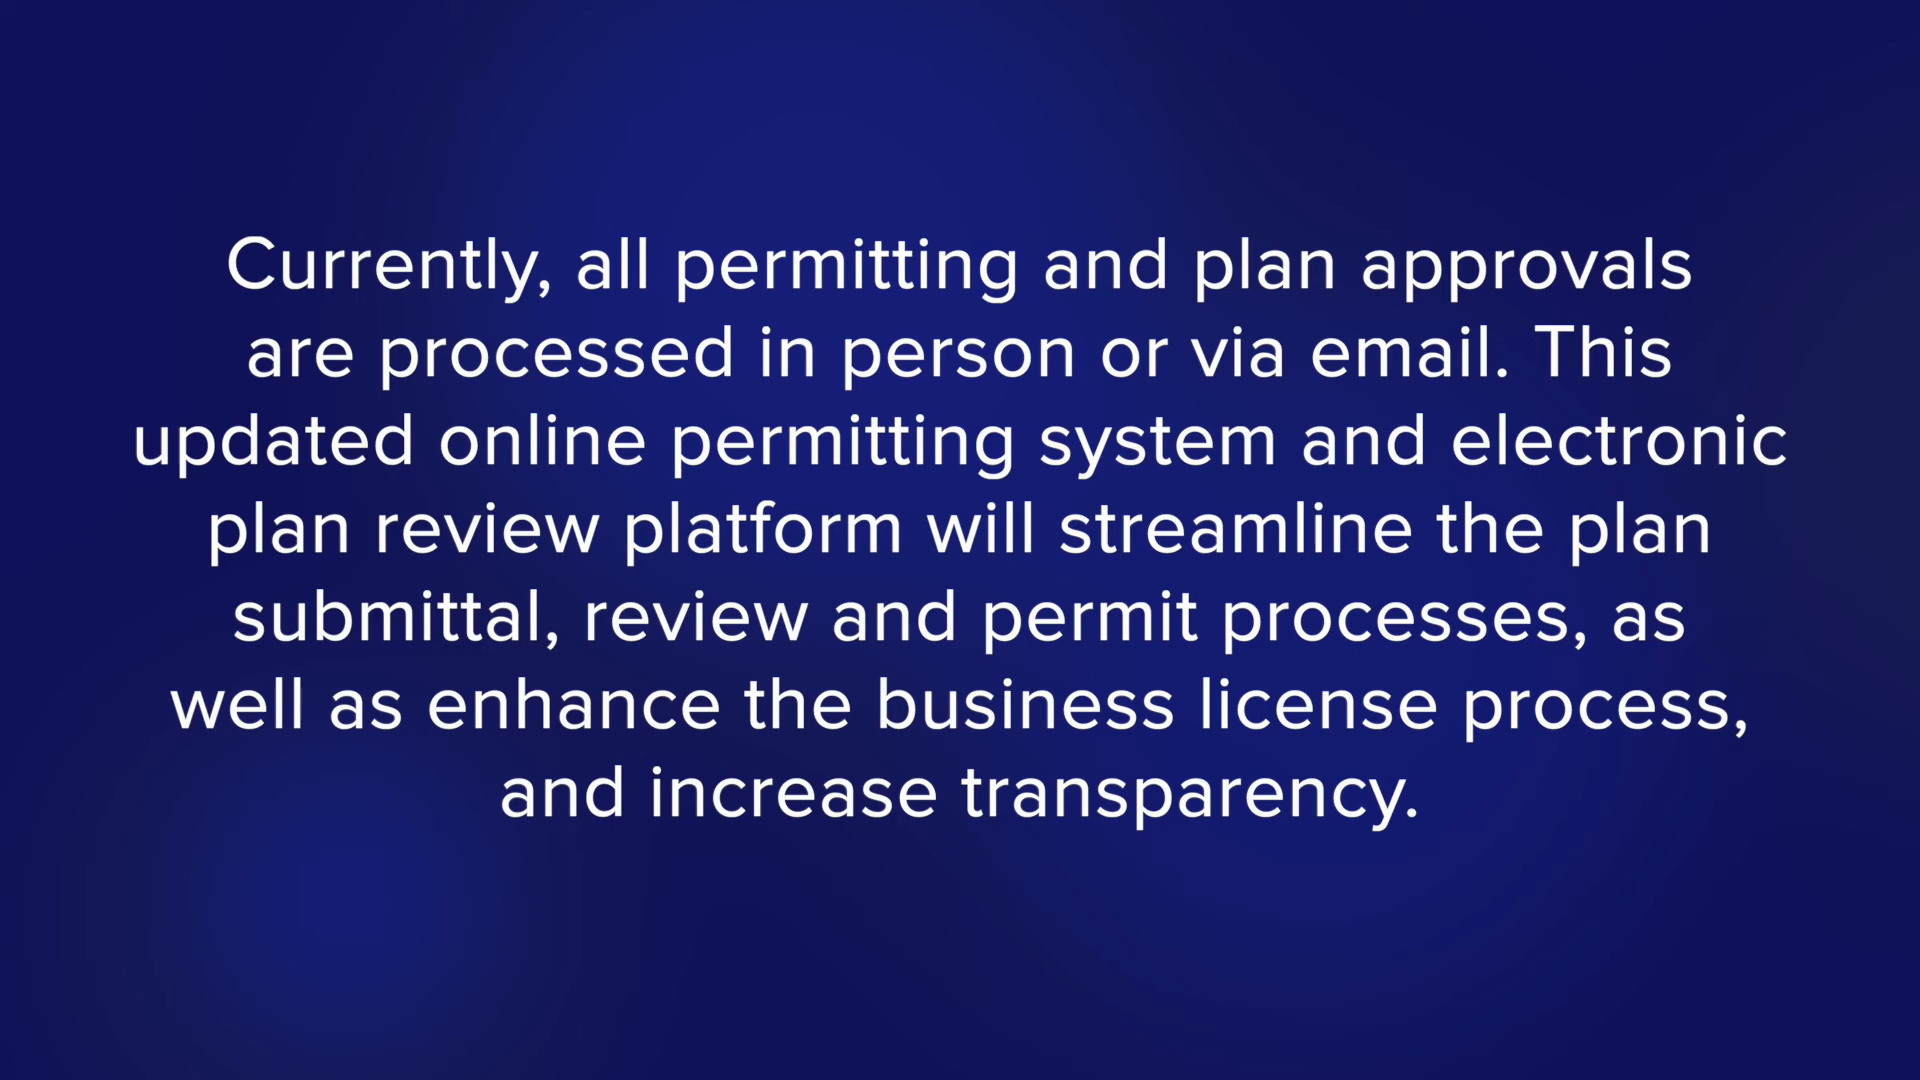 Currently, all permitting and plan approvals
are processed in person or via email. This
updated online permitting system and electronic
plan review platform will streamline the plan
submittal, review and permit processes, as
well as enhance the business license process,
and increase transparency.